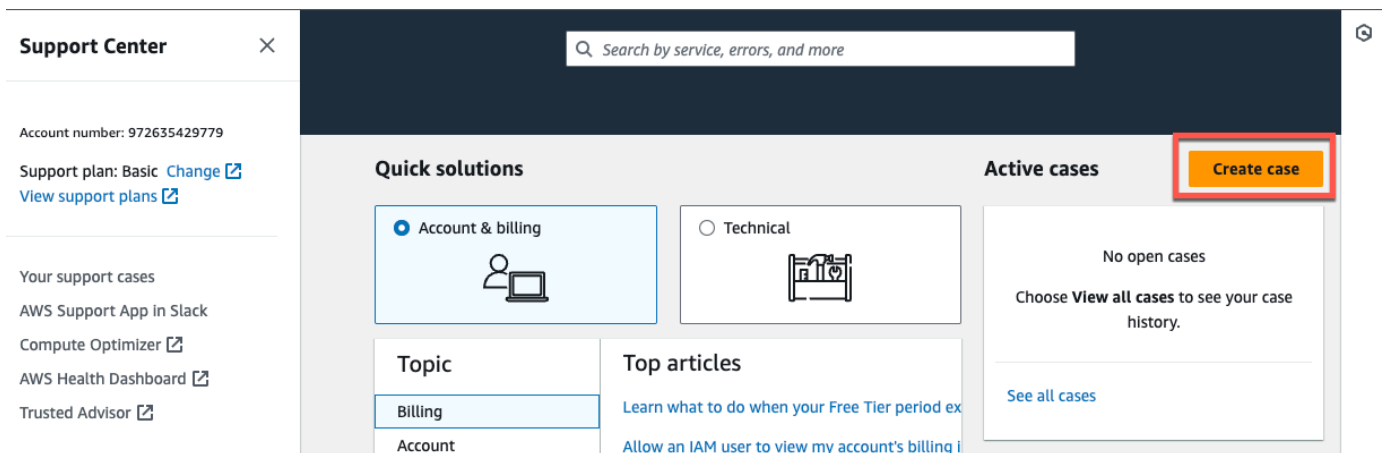 Support Center
Account number: 972635429779
Support plan: Basic Change
View support plans
Your support cases
AWS Support App in Slack
Compute Optimizer
AWS Health Dashboard
Trusted Advisor
Search by service, errors, and more
Quick solutions
Account & billing
Technical
Topic
Billing
Account
Top articles
Learn what to do when your Free Tier period ex
Allow an IAM user to view my account's billing i
Active cases
Create case
No open cases
Choose View all cases to see your case
history.
See all cases